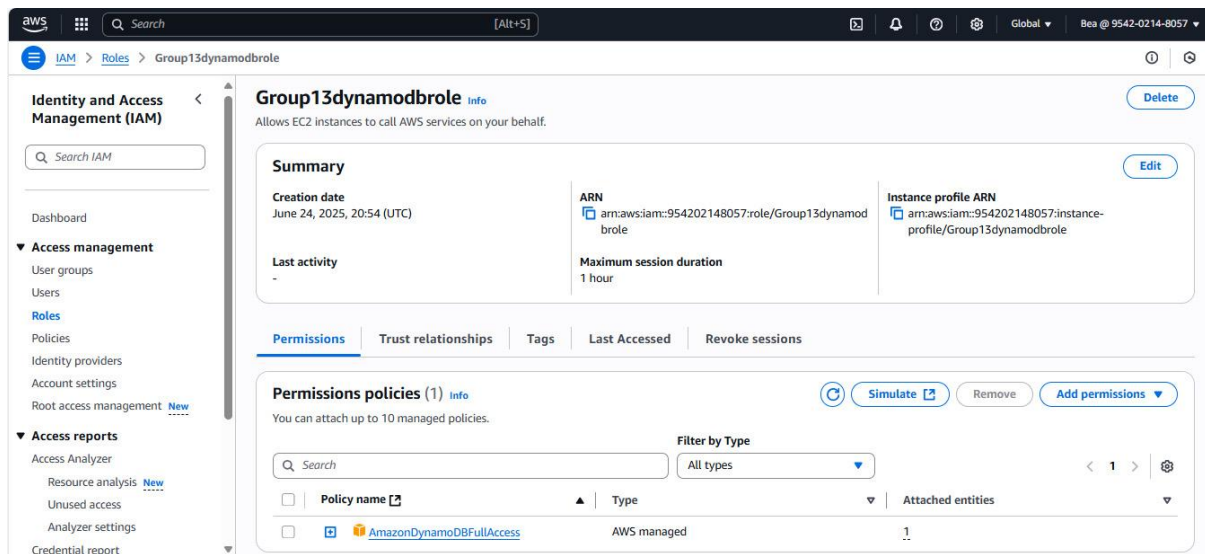 aws
Search [Alt+S]
Global ▼
Bea @ 9542-0214-8057 ▼
IAM > Roles > Group13dynamodbrole
Identity and Access
Management (IAM)
Search IAM
Dashboard
▼ Access management
User groups
Users
Roles
Policies
Identity providers
Account settings
Root access management New
▼ Access reports
Access Analyzer
Resource analysis New
Unused access
Analyzer settings
Credential report
Group13dynamodbrole Info
Delete
Allows EC2 instances to call AWS services on your behalf.
Summary
Edit
Creation date
June 24, 2025, 20:54 (UTC)
ARN
arn:aws:iam::954202148057:role/Group13dynamod
brole
Instance profile ARN
arn:aws:iam::954202148057:instance-
profile/Group13dynamodbrole
Last activity
-
Maximum session duration
1 hour
Permissions
Trust relationships
Tags
Last Accessed
Revoke sessions
Permissions policies (1) Info
Simulate
Remove
Add permissions ▼
You can attach up to 10 managed policies.
Filter by Type
Search
All types
< 1 >
Policy name
Type
Attached entities
AmazonDynamoDBFullAccess
AWS managed
1